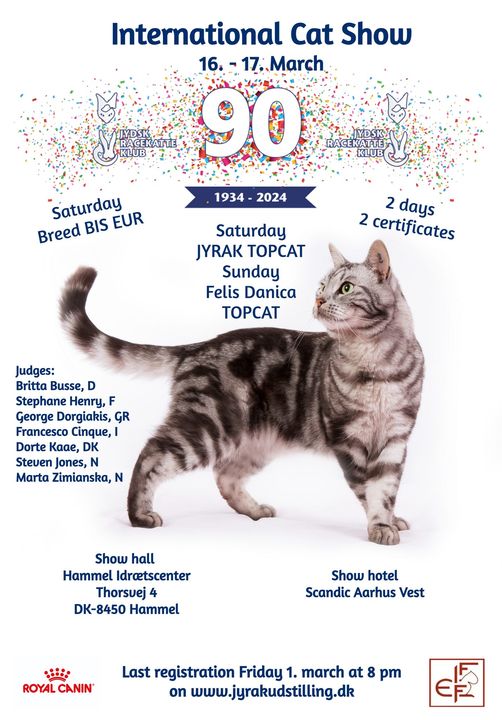 International Cat Show
16. - 17. March
90
JYDSK
RACEKATTE
KLUB
JYDSK
RACEKATTE
KLUB
1934 - 2024
Saturday
Breed BIS EUR
2 days
2 certificates
Saturday
JYRAK TOPCAT
Sunday
Felis Danica
TOPCAT
Judges:
Britta Busse, D
Stephane Henry, F
George Dorgiakis, GR
Francesco Cinque, I
Dorte Kaae, DK
Steven Jones, N
Marta Zimianska, N
Show hall
Hammel Idrætscenter
Thorsvej 4
DK-8450 Hammel
Show hotel
Scandic Aarhus Vest
Last registration Friday 1. march at 8 pm
on www.jyrakudstilling.dk
ROYAL CANIN
FIFe